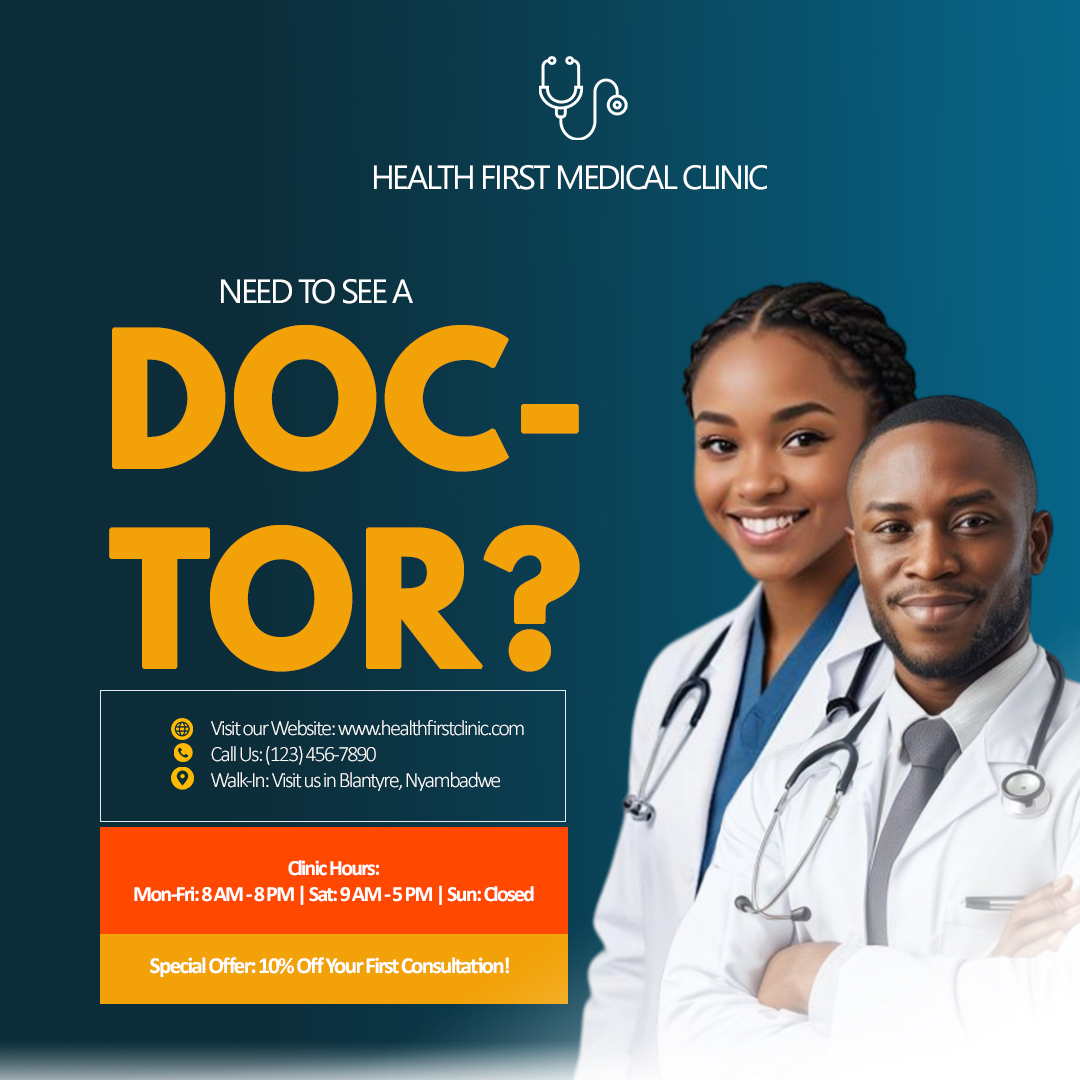 HEALTH FIRST MEDICAL CLINIC
NEED TO SEE A
DOC-
TOR?
Visit our Website: www.healthfirstclinic.com
Call Us: (123) 456-7890
Walk-In: Visit us in Blantyre, Nyambadwe
Clinic Hours:
Mon-Fri: 8 AM - 8 PM | Sat: 9 AM - 5 PM | Sun: Closed
Special Offer: 10% Off Your First Consultation!